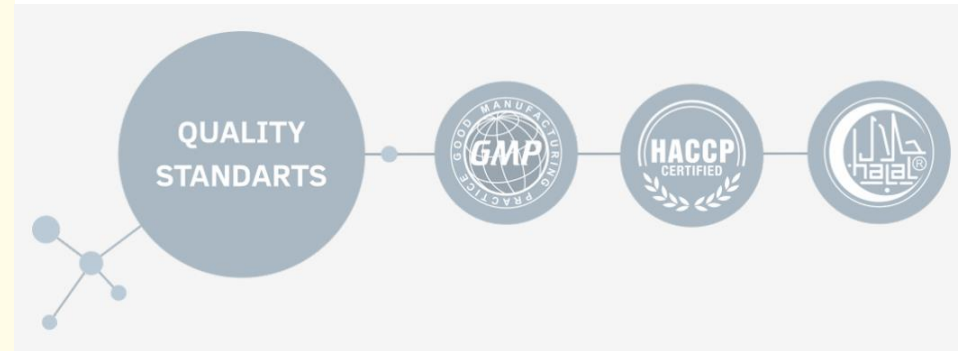 QUALITY
STANDARTS
GOOD MANUFACTURING PRACTICE
GMP
HACCP
CERTIFIED
حلال
halal®